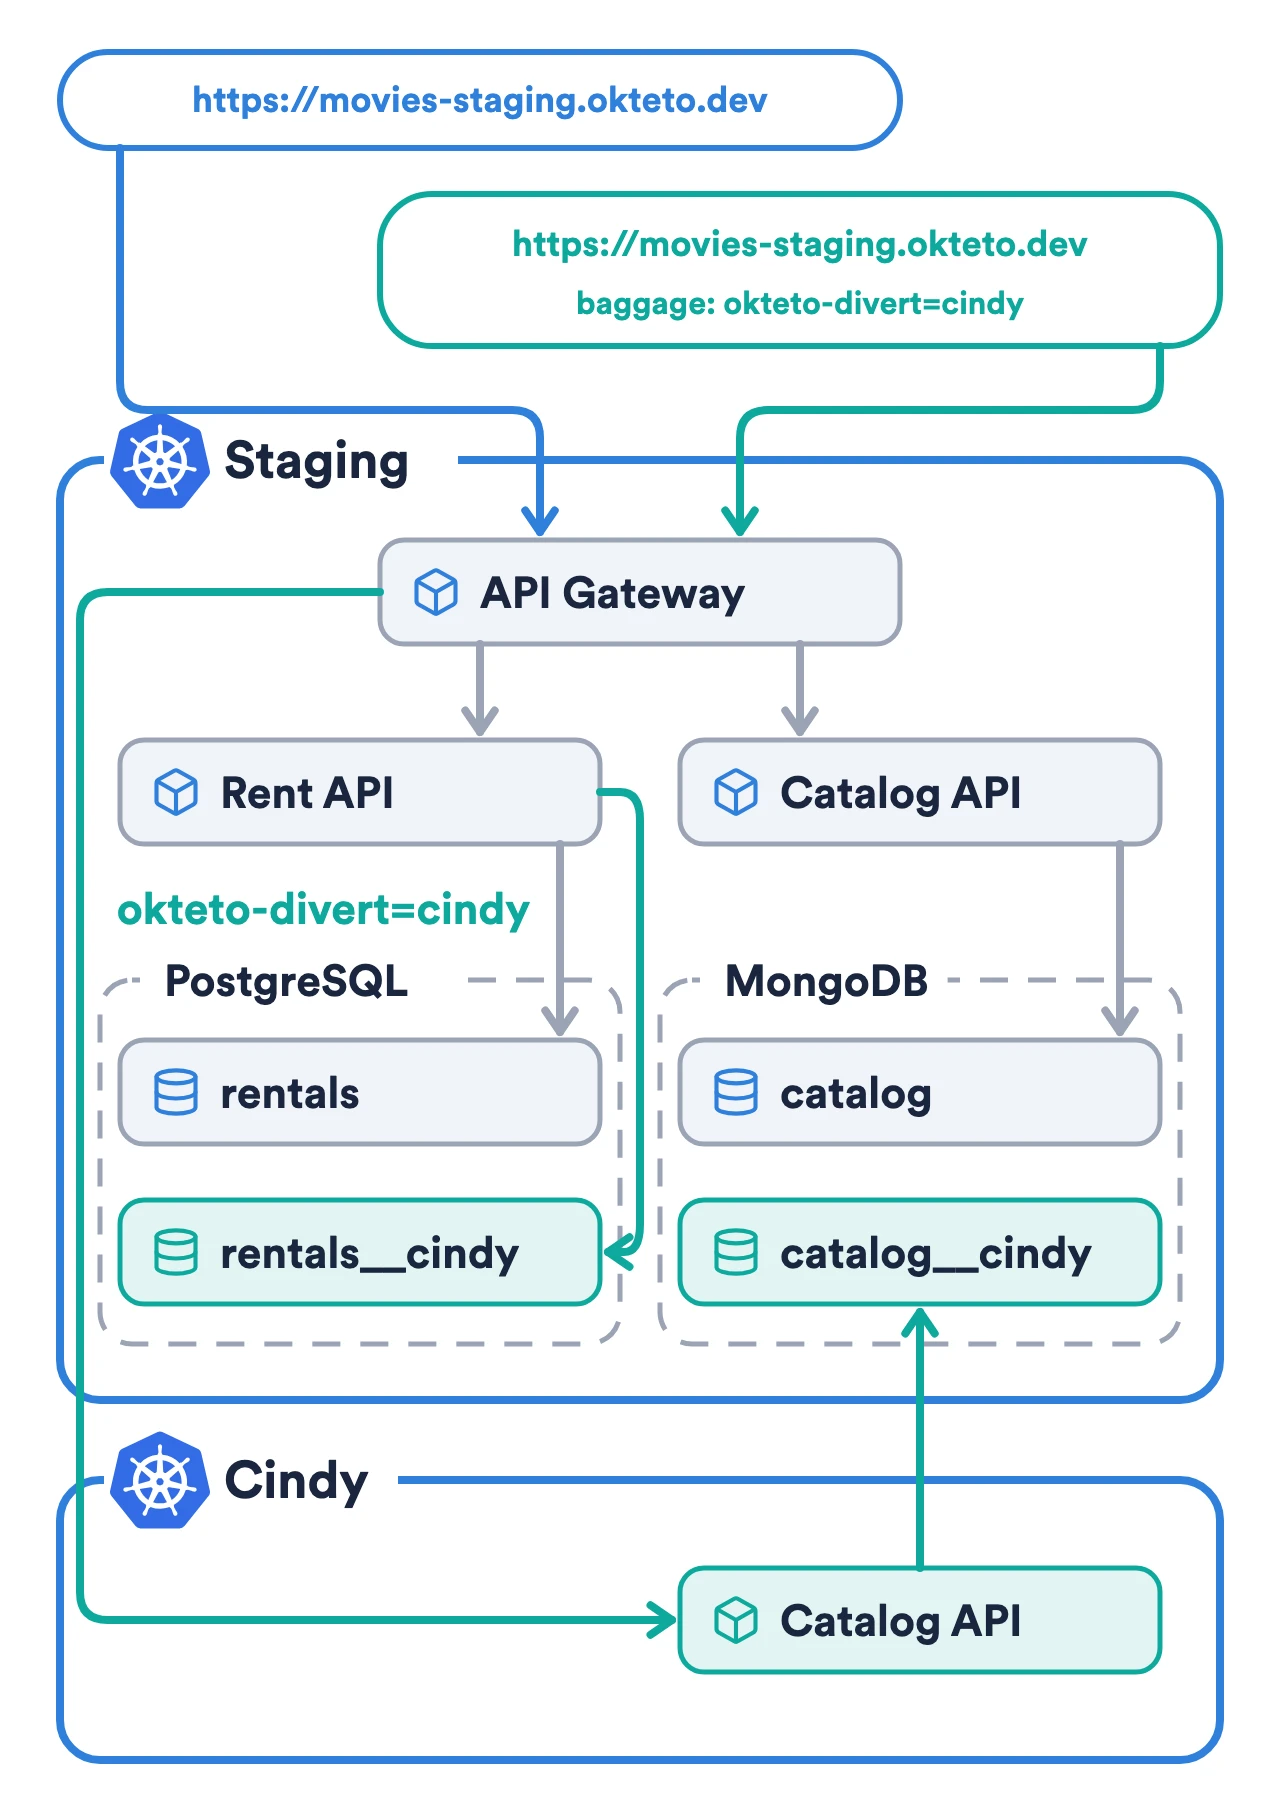 https://movies-staging.okteto.dev
https://movies-staging.okteto.dev
baggage: okteto-divert=cindy
Staging
API Gateway
Rent API
Catalog API
okteto-divert=cindy
PostgreSQL
MongoDB
rentals
catalog
rentals__cindy
catalog__cindy
Cindy
Catalog API